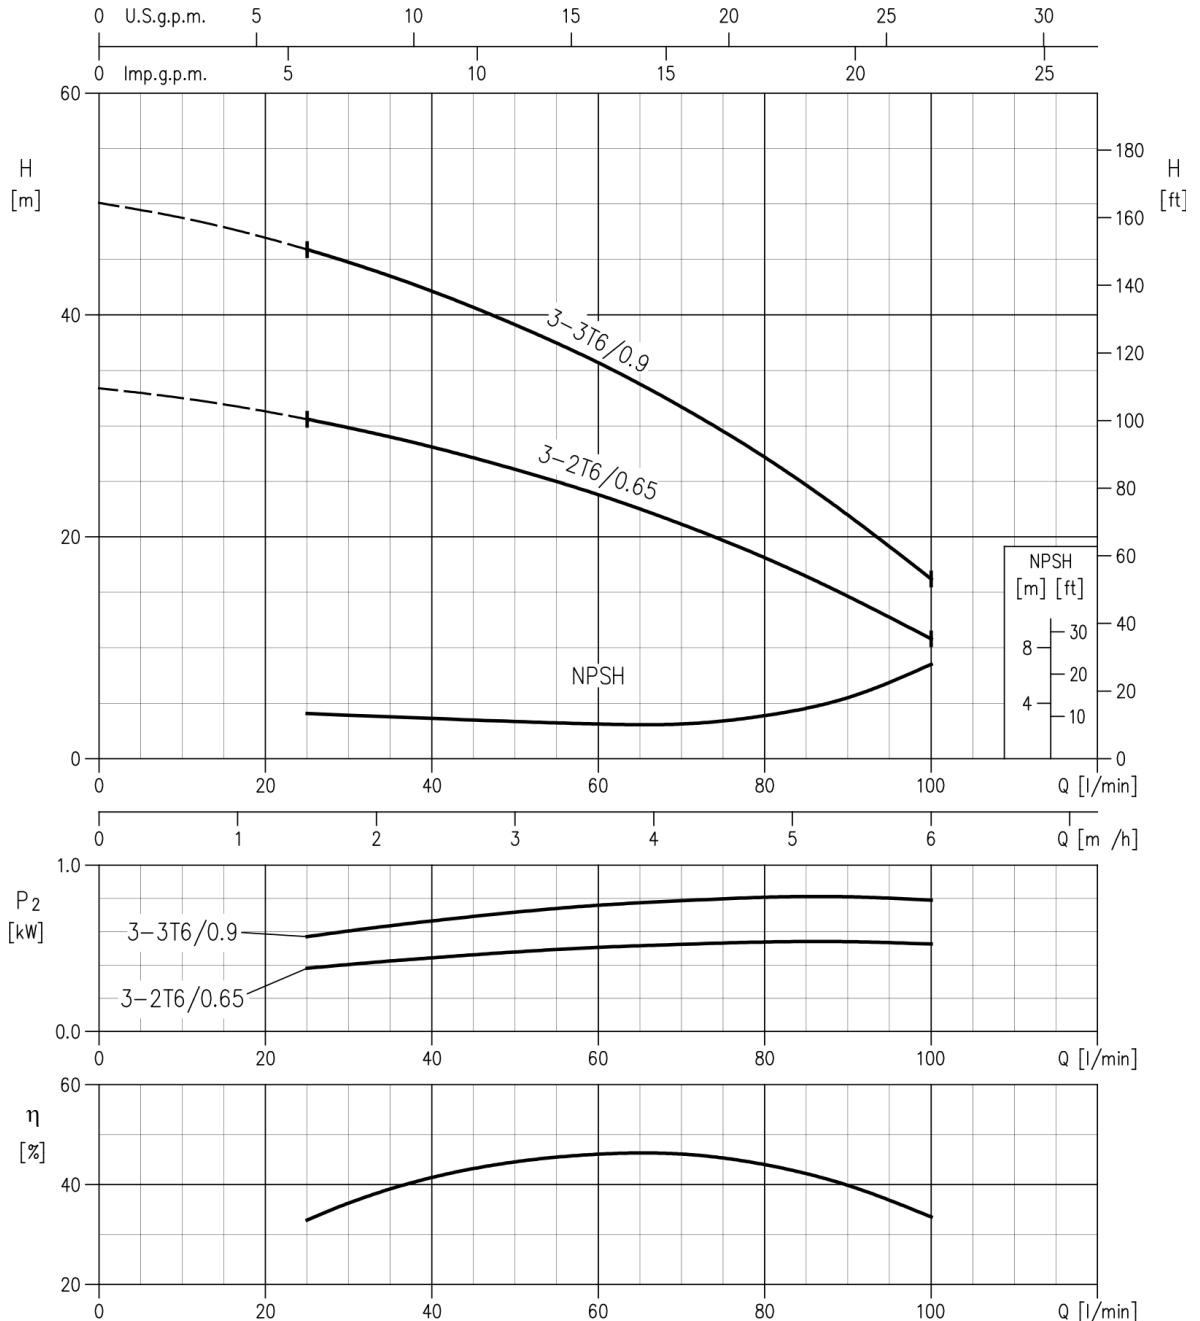 0 U.S.g.p.m. 5 10 15 20 25 30
0 Imp.g.p.m. 5 10 15 20 25
60
H
[m]
40
20
0
180
H
[ft]
160
140
120
100
80
60
40
20
0
3-3T6/0.9
3-2T6/0.65
NPSH
NPSH
[m] [ft]
30
8
20
4
10
0 20 40 60 80 100 Q [l/min]
0 1 2 3 4 5 6 Q [m /h]
1.0
P2
[kW]
3-3T6/0.9
3-2T6/0.65
0.0
0 20 40 60 80 100 Q [l/min]
60
η
[%]
40
20
0 20 40 60 80 100 Q [l/min]